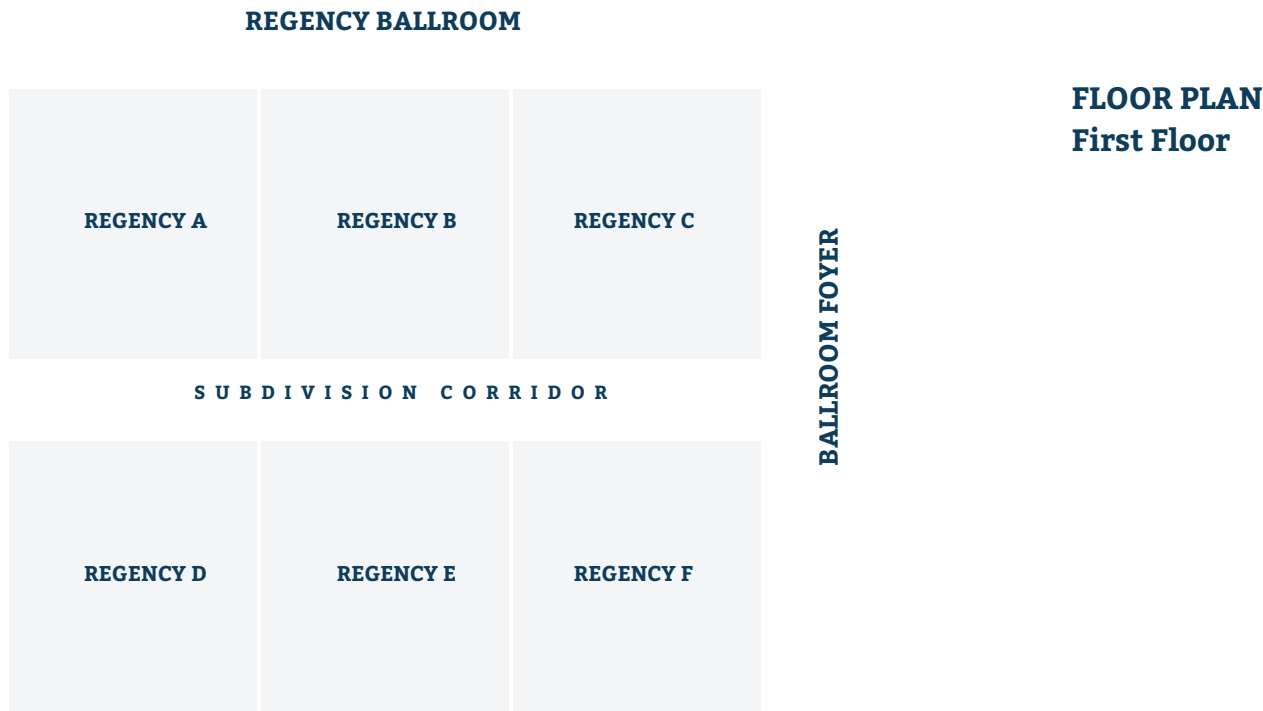 REGENCY BALLROOM
FLOOR PLAN
First Floor
REGENCY A
REGENCY B
REGENCY C
BALLROOM FOYER
SUBDIVISION CORRIDOR
REGENCY D
REGENCY E
REGENCY F